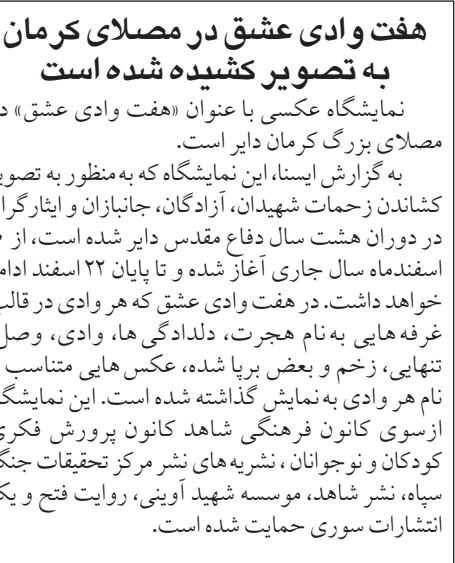 هفت وادی عشق در مصلای کرمان
به تصویر کشیده شده است
نمایشگاه عکسی با عنوان «هفت وادی عشق»
مصلای بزرگ کرمان دایر است.
به گزارش ایسنا، این نمایشگاه که به منظور به
کشاندن زحمات شهیدان، آزادگان، جانبازان و
در دوران هشت سال دفاع مقدس دایر شده است، از
اسفندماه سال جاری آغاز شده و تا پایان ۲۲ اسفند
خواهد داشت. در هفت وادی عشق که هر وادی در قالب
غرفه هایی به نام هجرت، دلدادگی ها، وادی، وصل
تنهایی، زخم و بعض برپا شده، عکس هایی متناسب
نام هر وادی به نمایش گذاشته شده است. این
ازسوی کانون فرهنگی شاهد کانون پرورش فکری
کودکان و نوجوانان، نشریه های نشر مرکز تحقیقات
سپاه، نشر شاهد، موسسه شهید آوینی، روایت فتح و
انتشارات سوری حمایت شده است.